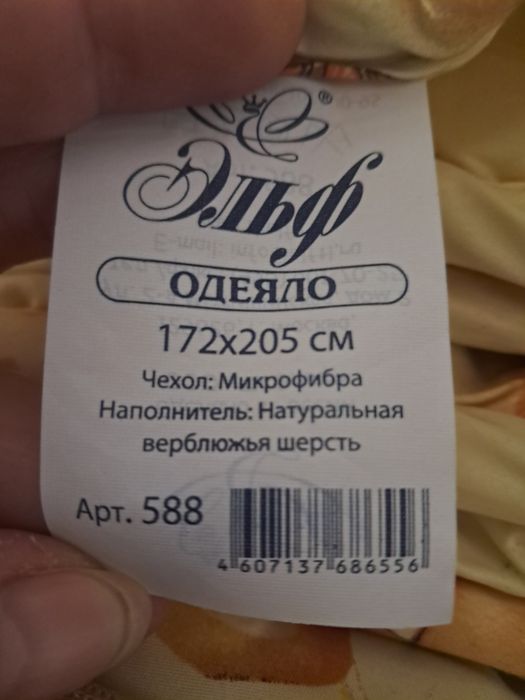 ®
Эльф
ОДЕЯЛО
172x205 см
Чехол: Микрофибра
Наполнитель: Натуральная
верблюжья шерсть
Арт. 588
4 607137 686556